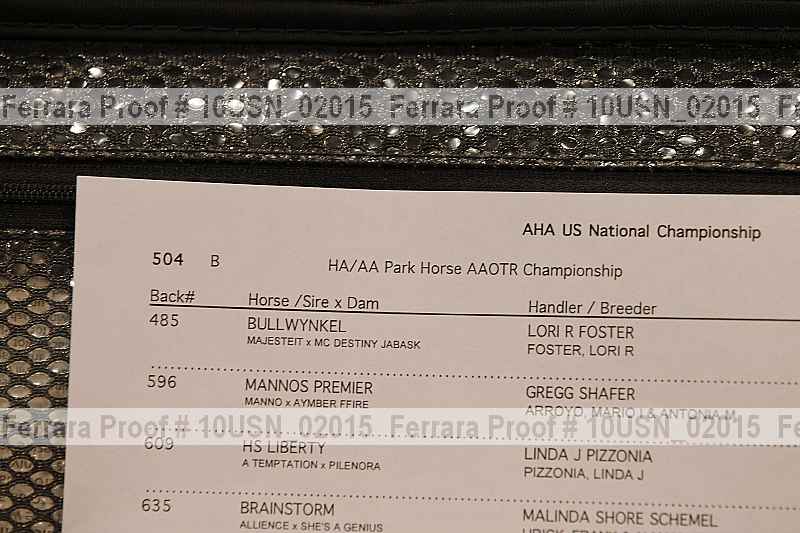 Ferrara Proof # 10USN_02015 Ferrara Proof # 10USN_02015
AHA US National Championship
504 B HA/AA Park Horse AAOTR Championship
Back# Horse /Sire x Dam Handler / Breeder
485 BULLWYNKEL LORI R FOSTER
MAJESTEIT x MC DESTINY JABASK FOSTER, LORI R
596 MANNOS PREMIER GREGG SHAFER
MANNO x AYMBER FFIRE ARROYO, MARIO I & ANTONIA M
Ferrara Proof # 10USN_02015 Ferrara Proof # 10USN_02015
609 HS LIBERTY LINDA J PIZZONIA
A TEMPTATION x PILENORA PIZZONIA, LINDA J
635 BRAINSTORM MALINDA SHORE SCHEMEL
ALLIENCE x SHE'S A GENIUS